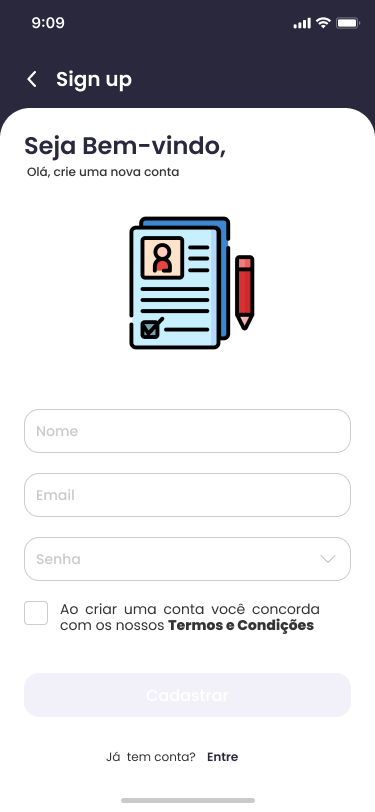 9:09
Sign up
Seja Bem-vindo,
Olá, crie uma nova conta
Nome
Email
Senha
Ao criar uma conta você concorda
com os nossos Termos e Condições
Cadastrar
Já tem conta? Entre